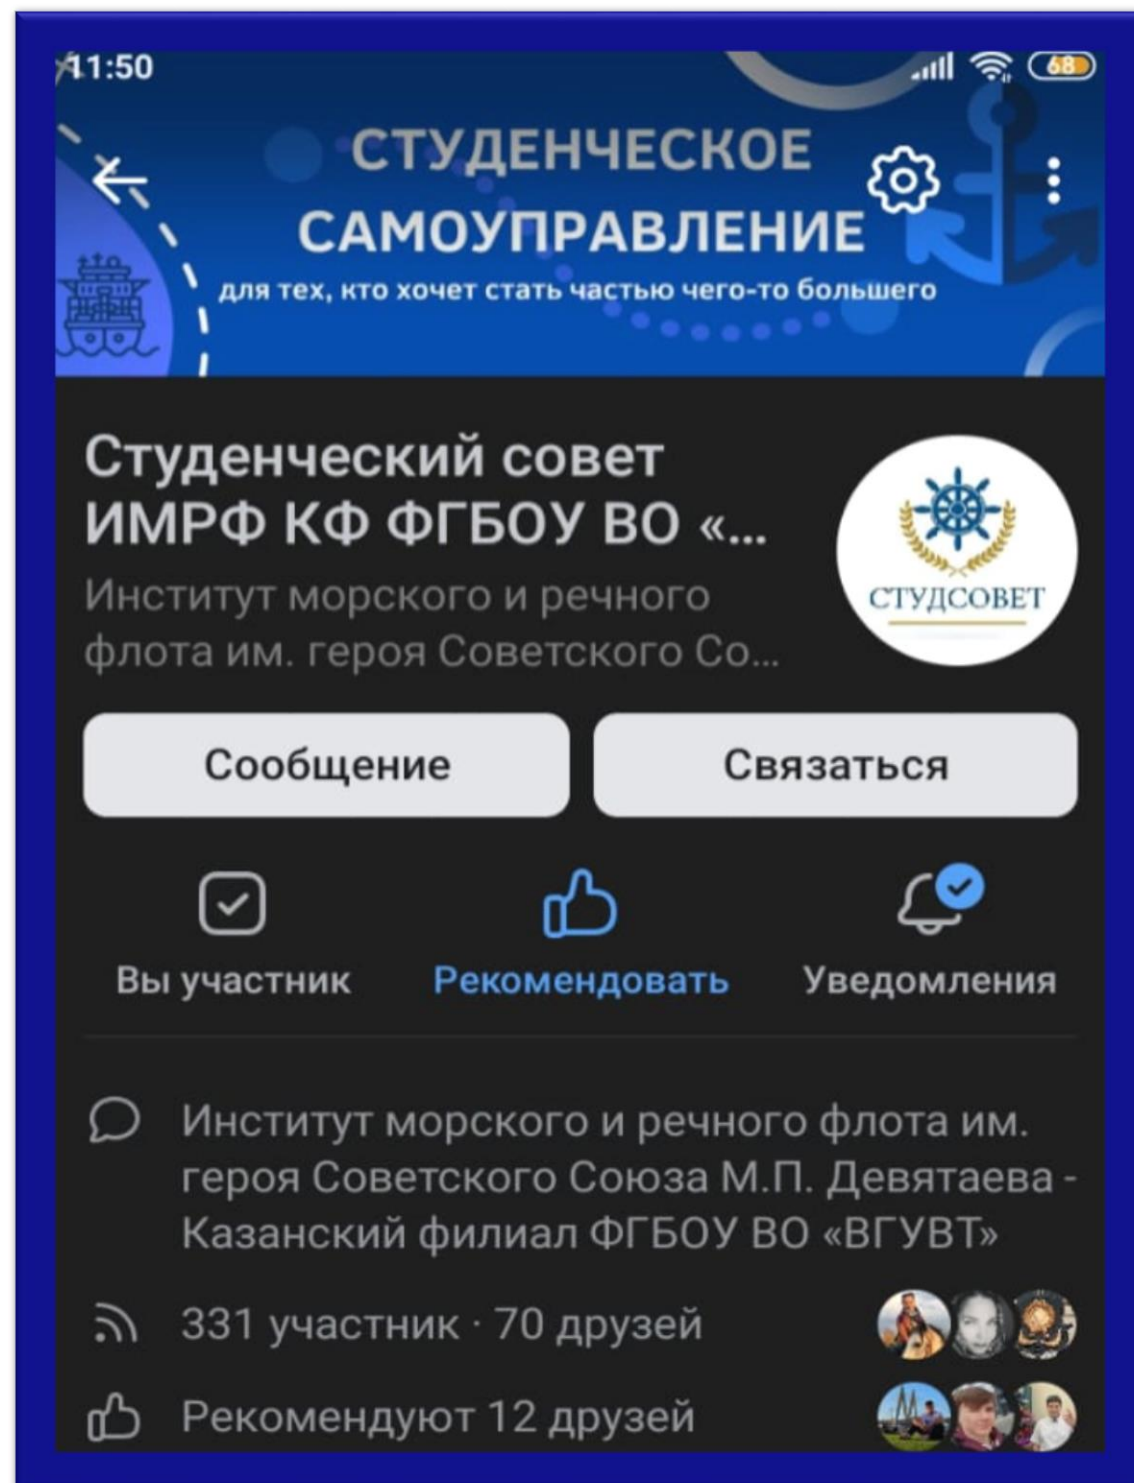 11:50
68
СТУДЕНЧЕСКОЕ
САМОУПРАВЛЕНИЕ
для тех, кто хочет стать частью чего-то большего
Студенческий совет
ИМРФ КФ ФГБОУ ВО «...
Институт морского и речного
флота им. героя Советского Со...
СТУДСОВЕТ
Сообщение
Связаться
Вы участник
Рекомендовать
Уведомления
Институт морского и речного флота им.
героя Советского Союза М.П. Девятаева -
Казанский филиал ФГБОУ ВО «ВГУВТ»
331 участник · 70 друзей
Рекомендуют 12 друзей